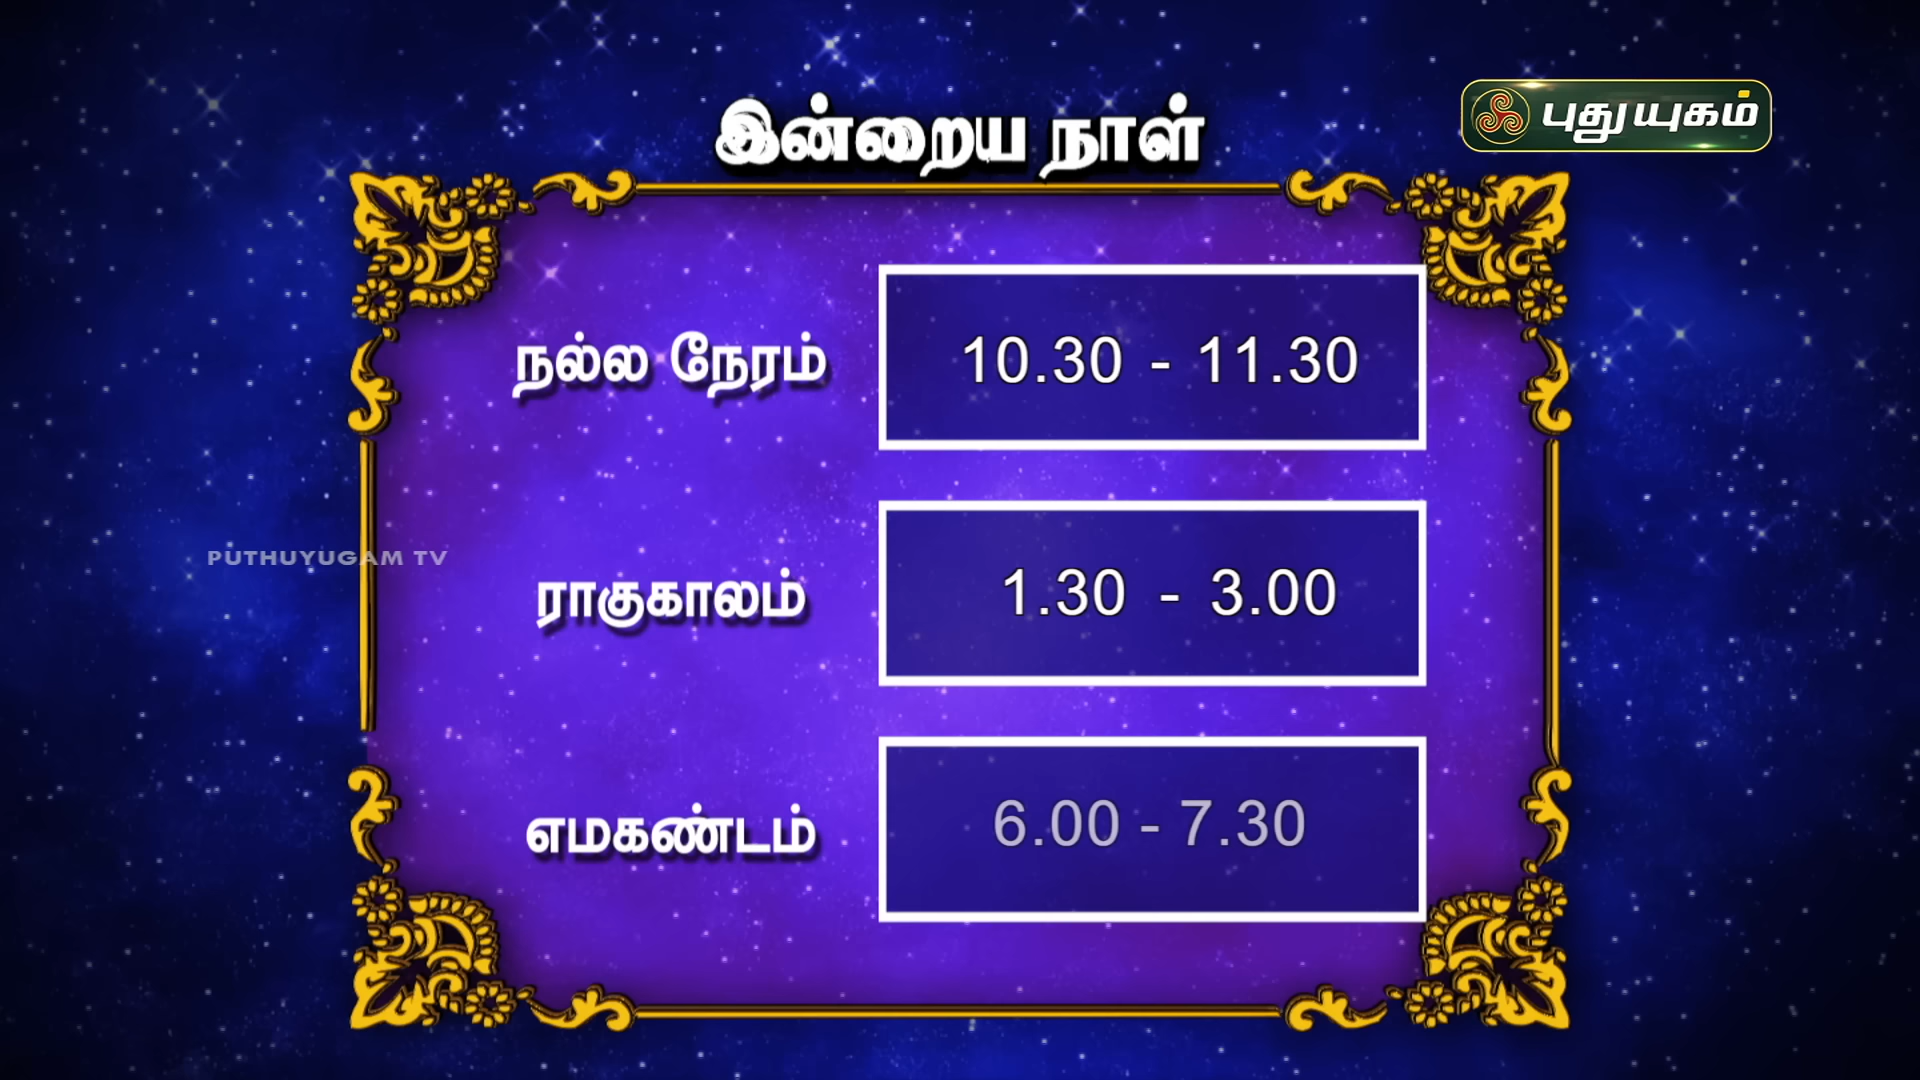 இன்றைய நாள்
புதுயுகம்
நல்ல நேரம் 10.30 - 11.30
PUTHUYUGAM TV
ராகுகாலம் 1.30 - 3.00
எமகண்டம் 6.00 - 7.30